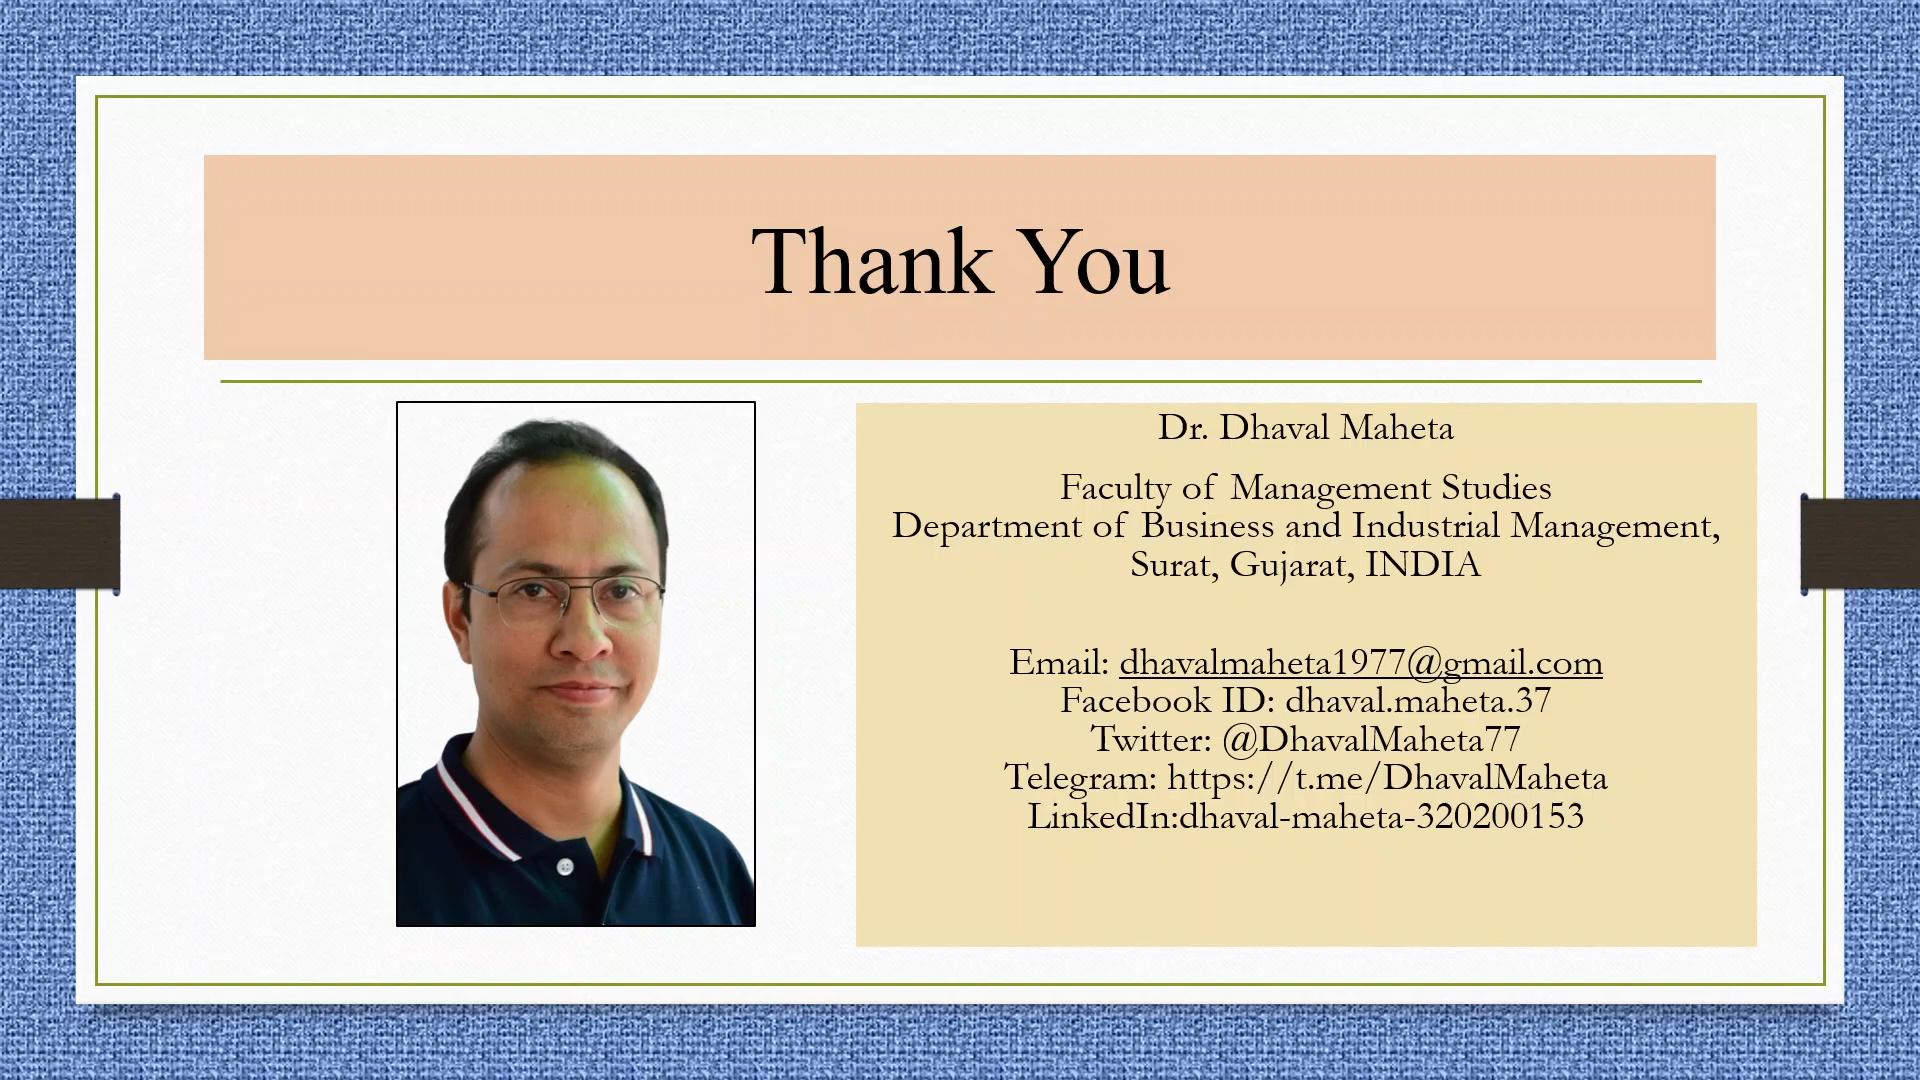 Thank You
Dr. Dhaval Maheta
Faculty of Management Studies
Department of Business and Industrial Management,
Surat, Gujarat, INDIA
Email: dhavalmaheta1977@gmail.com
Facebook ID: dhaval.maheta.37
Twitter: @DhavalMaheta77
Telegram: https://t.me/DhavalMaheta
LinkedIn:dhaval-maheta-320200153